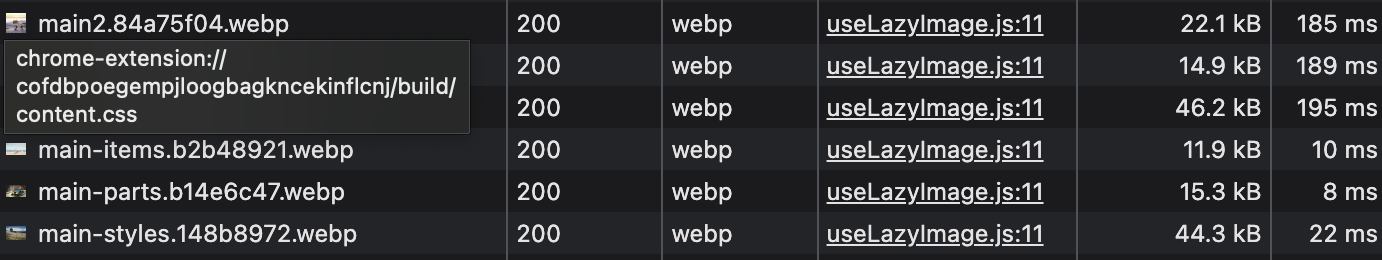 main2.84a75f04.webp 200 webp useLazyImage.js:11 22.1 kB 185 ms
chrome-extension://
cofdbpoegempjloogbagkncekinflcnj/build/
content.css
200 webp useLazyImage.js:11 14.9 kB 189 ms
200 webp useLazyImage.js:11 46.2 kB 195 ms
main-items.b2b48921.webp 200 webp useLazyImage.js:11 11.9 kB 10 ms
main-parts.b14e6c47.webp 200 webp useLazyImage.js:11 15.3 kB 8 ms
main-styles.148b8972.webp 200 webp useLazyImage.js:11 44.3 kB 22 ms